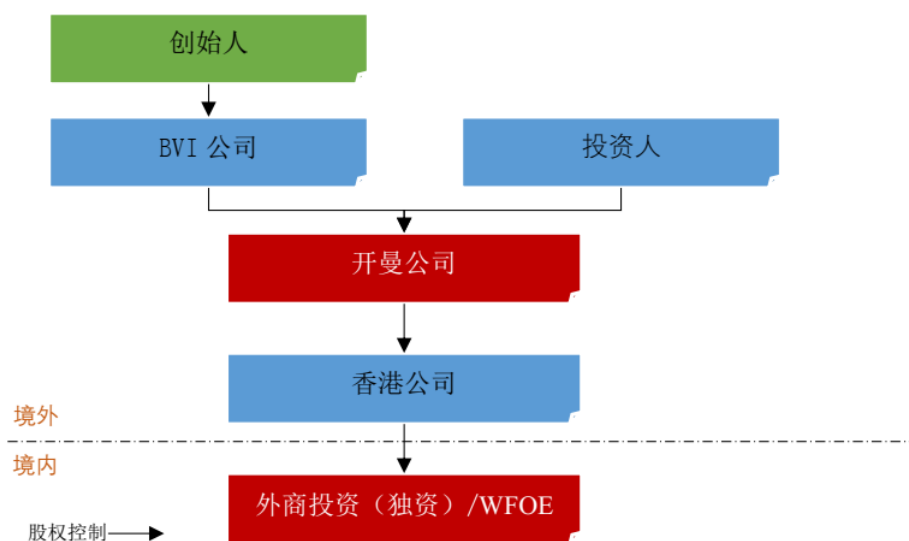 创始人
BVI 公司
投资人
开曼公司
香港公司
境外
境内
外商投资（独资）/WFOE
股权控制